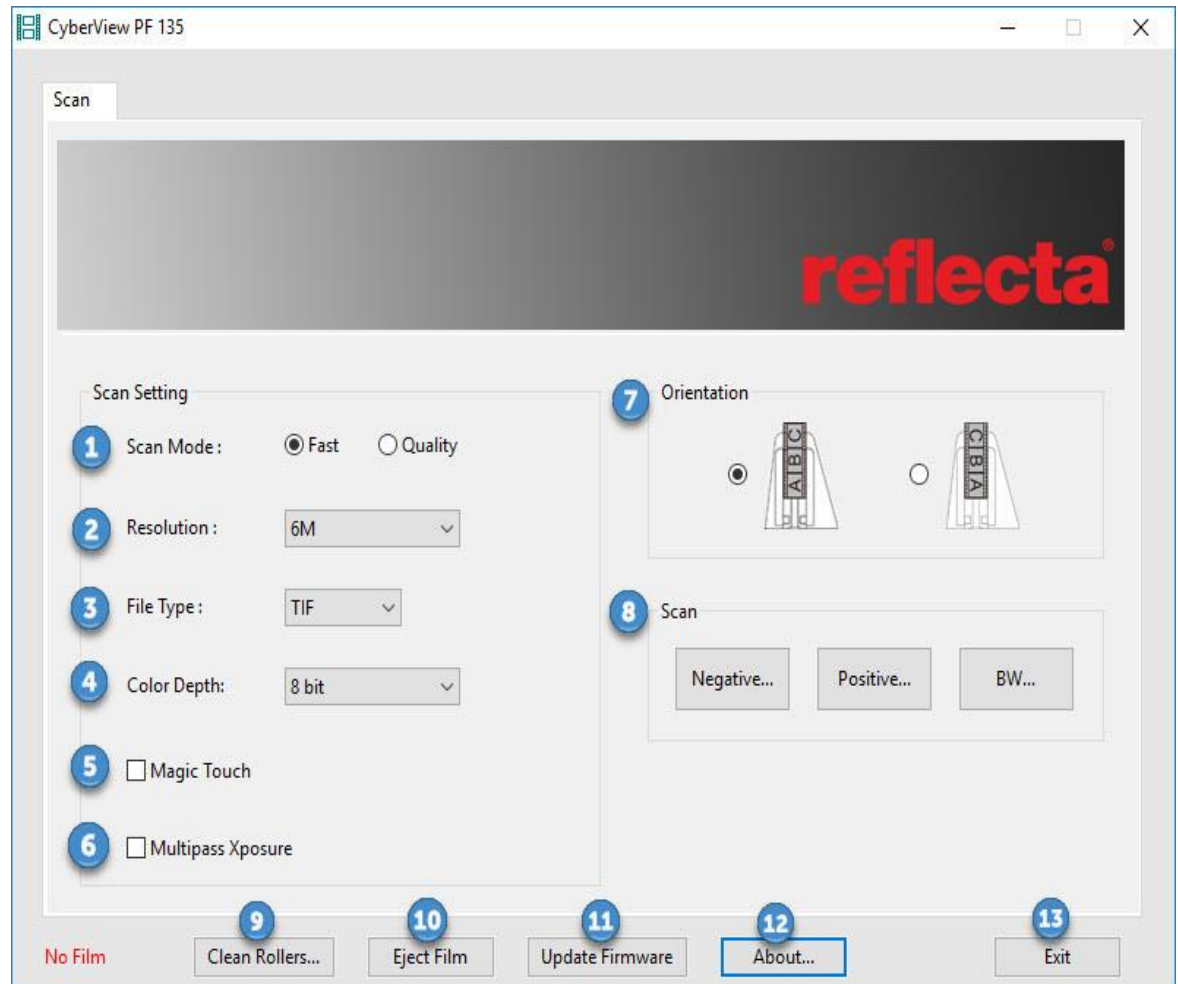 CyberView PF 135
Scan
reflecta®
Scan Setting
1 Scan Mode : Fast Quality
2 Resolution : 6M
3 File Type : TIF
4 Color Depth: 8 bit
5 Magic Touch
6 Multipass Xposure
7 Orientation
A B C
C B A
8 Scan
Negative... Positive... BW...
9 10 11 12 13
No Film Clean Rollers... Eject Film Update Firmware About... Exit